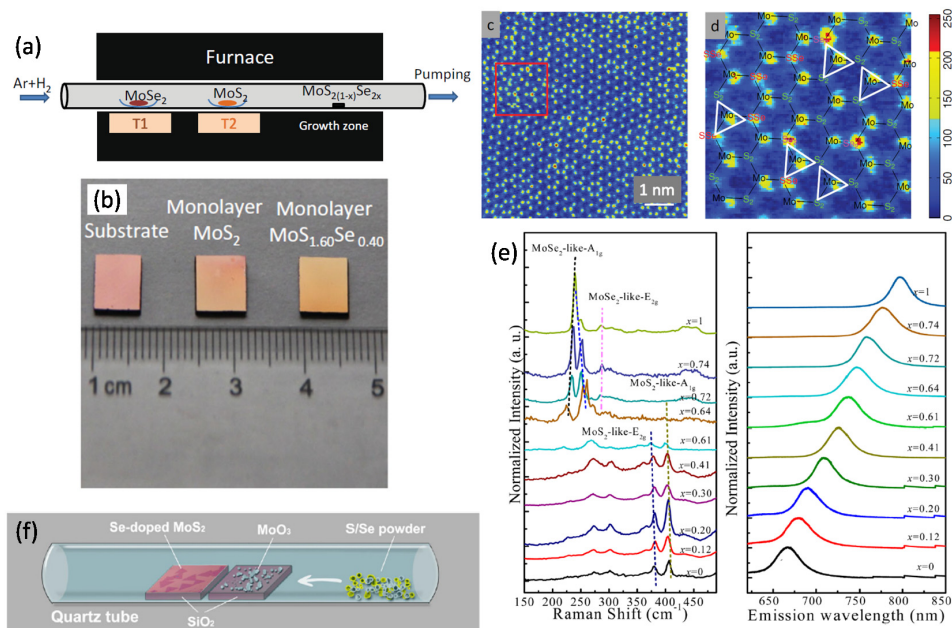 (a)
Furnace
Ar+H2
Pumping
MoSe2
MoS2
MoS2(1-x)Se2x
T1
T2
Growth zone
(b)
Substrate
Monolayer
MoS2
Monolayer
MoS1.60Se0.40
1 cm 2 3 4 5
c
1 nm
d
250
200
150
100
50
0
(e)
MoSe2-like-A1g
MoSe2-like-E2g
x=1
x=0.74
MoS2-like-A1g
x=0.72
x=0.64
MoS2-like-E2g
x=0.61
x=0.41
x=0.30
x=0.20
x=0.12
x=0
Normalized Intensity (a. u.)
150 200 250 300 350 400 450
Raman Shift (cm-1)
x=1
x=0.74
x=0.72
x=0.64
x=0.61
x=0.41
x=0.30
x=0.20
x=0.12
x=0
Normalized Intensity (a.u.)
650 700 750 800 850
Emission wavelength (nm)
(f)
Se-doped MoS2
MoO3
S/Se powder
Quartz tube
SiO2